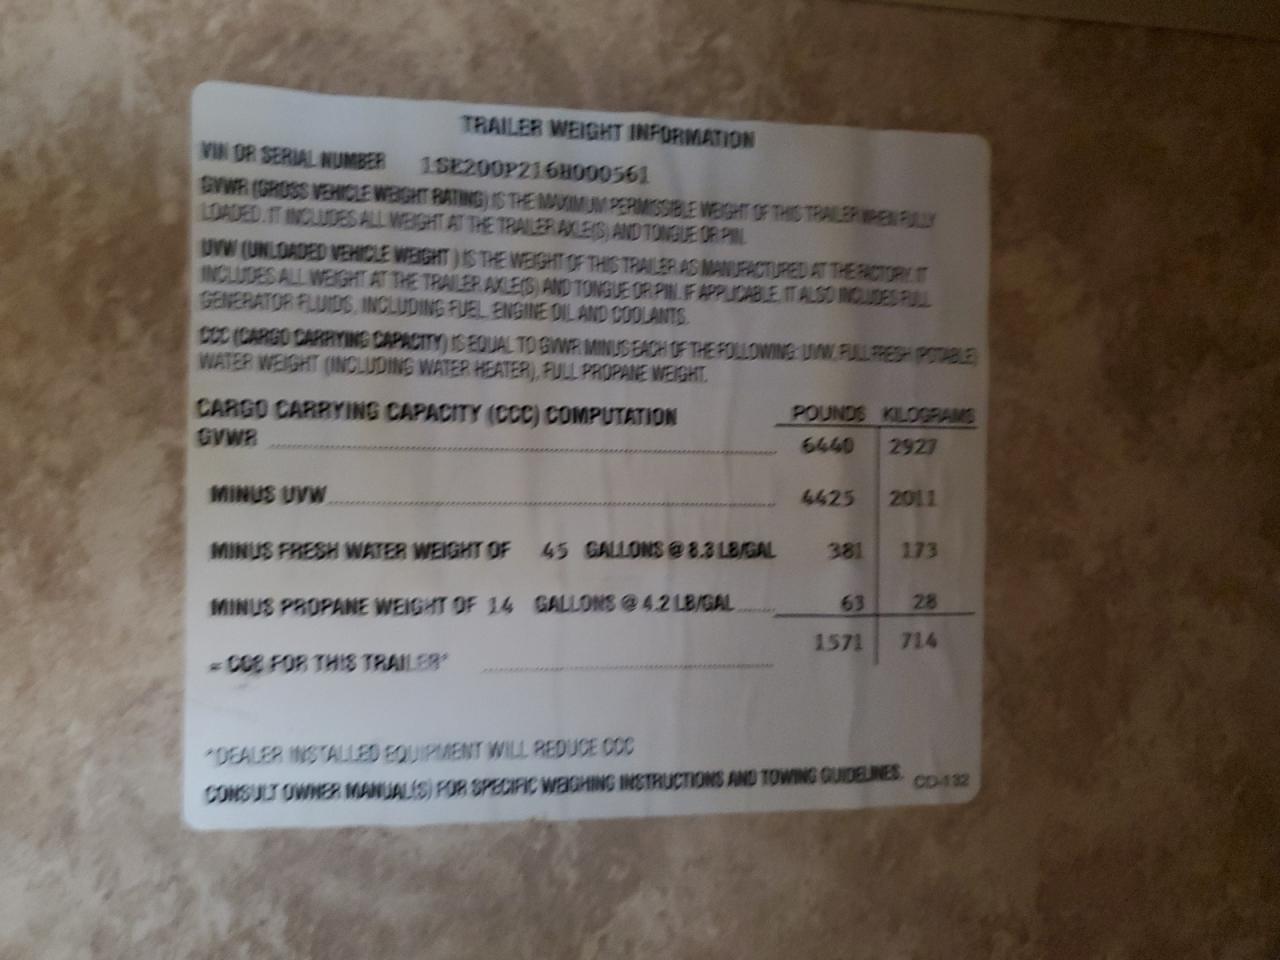 TRAILER WEIGHT INFORMATION
VIN OR SERIAL NUMBER 1SE200P216H000561
GVWR (GROSS VEHICLE WEIGHT RATING) IS THE MAXIMUM PERMISSIBLE WEIGHT OF THIS TRAILER WHEN FULLY
LOADED. IT INCLUDES ALL WEIGHT AT THE TRAILER AXLE(S) AND TONGUE OR PIN.
UVW (UNLOADED VEHICLE WEIGHT ) IS THE WEIGHT OF THIS TRAILER AS MANUFACTURED AT THE FACTORY. IT
INCLUDES ALL WEIGHT AT THE TRAILER AXLE(S) AND TONGUE OR PIN. IF APPLICABLE, IT ALSO INCLUDES FULL
GENERATOR FLUIDS, INCLUDING FUEL, ENGINE OIL AND COOLANTS.
CCC (CARGO CARRYING CAPACITY) IS EQUAL TO GVWR MINUS EACH OF THE FOLLOWING: UVW, FULL FRESH (POTABLE)
WATER WEIGHT (INCLUDING WATER HEATER), FULL PROPANE WEIGHT.
CARGO CARRYING CAPACITY (CCC) COMPUTATION POUNDS KILOGRAMS
GVWR 6440 2927
MINUS UVW 4425 2011
MINUS FRESH WATER WEIGHT OF 45 GALLONS @ 8.3 LB/GAL 381 173
MINUS PROPANE WEIGHT OF 14 GALLONS @ 4.2 LB/GAL 63 28
= CCC FOR THIS TRAILER* 1571 714
*DEALER INSTALLED EQUIPMENT WILL REDUCE CCC
CONSULT OWNER MANUAL(S) FOR SPECIFIC WEIGHING INSTRUCTIONS AND TOWING GUIDELINES. CO-132